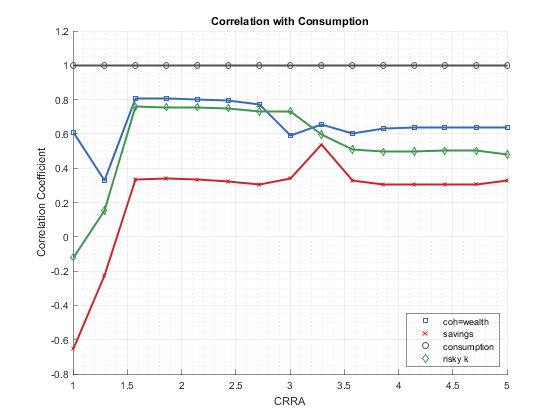 Correlation with Consumption
1.2
1
0.8
0.6
0.4
0.2
0
-0.2
-0.4
-0.6
-0.8
Correlation Coefficient
1
1.5
2
2.5
3
3.5
4
4.5
5
CRRA
coh=wealth
savings
consumption
risky k